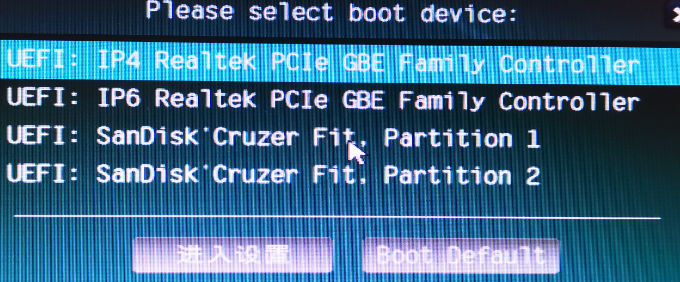 Please select boot device:
UEFI: IP4 Realtek PCIe GBE Family Controller
UEFI: IP6 Realtek PCIe GBE Family Controller
UEFI: SanDisk'Cruzer Fit, Partition 1
UEFI: SanDisk'Cruzer Fit, Partition 2
进入设置 Boot Default